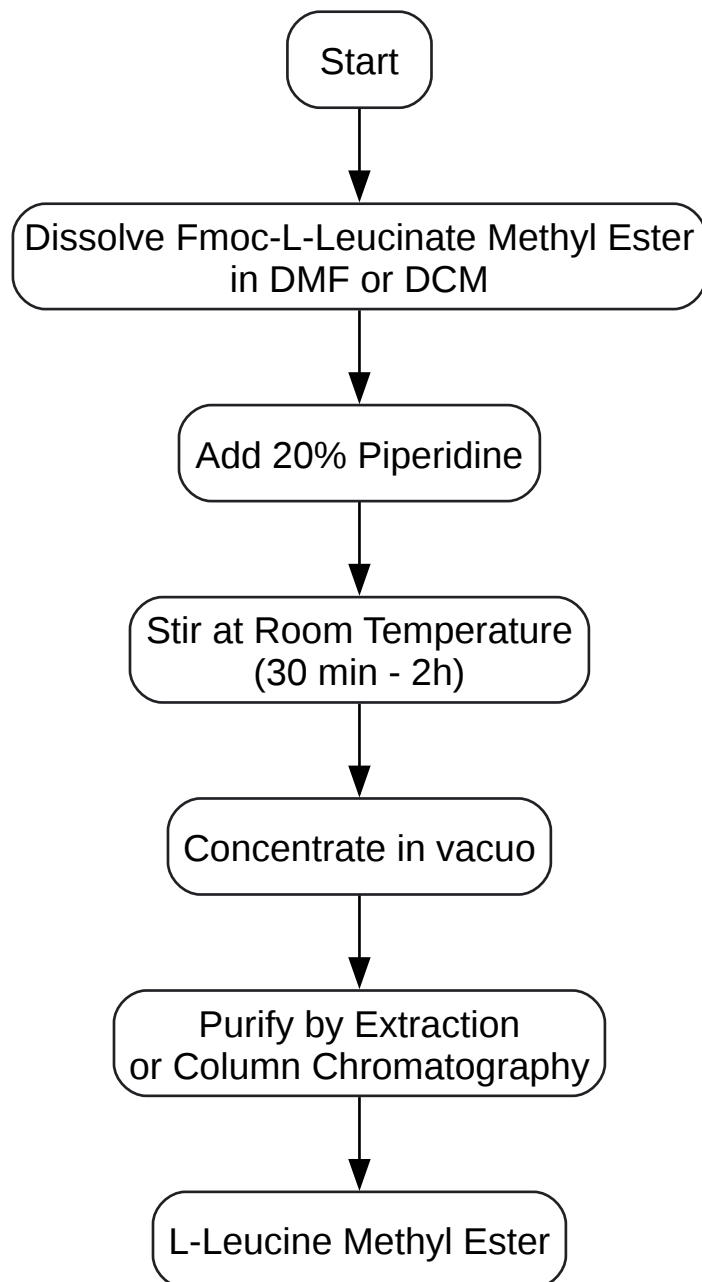 Start
Dissolve Fmoc-L-Leucinate Methyl Ester
in DMF or DCM
Add 20% Piperidine
Stir at Room Temperature
(30 min - 2h)
Concentrate in vacuo
Purify by Extraction
or Column Chromatography
L-Leucine Methyl Ester